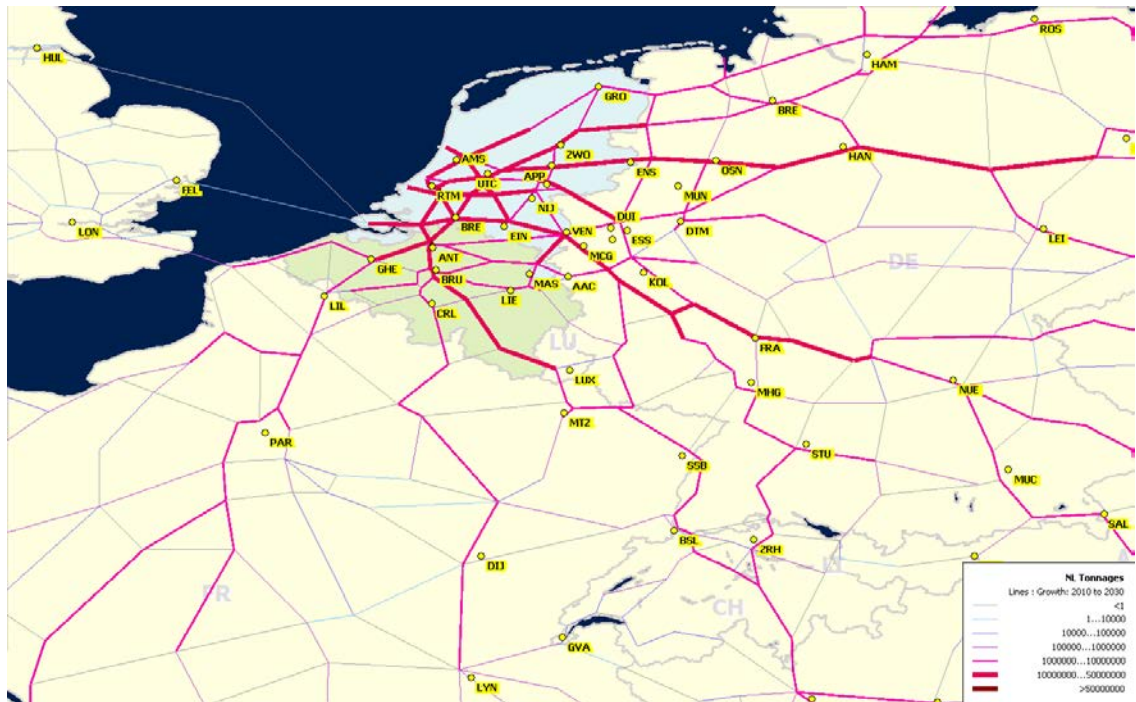 ROS
HUL
HAM
GRO
BRE
HAN
AMS
ZWO
APP
UTC
ENS
OSN
FEL
RTM
NIJ
MUN
LON
BRE
DUI
DTM
EIN
VEN
ESS
LEI
ANT
MCG
GHE
DE
BRU
MAS
AAC
KOL
LIL
LIE
CRL
LU
FRA
LUX
MHG
NUE
MTZ
PAR
STU
SSB
MUC
SAL
BSL
ZRH
DIJ
LI
A
FR
CH
GVA
LYN
NL Tonnages
Lines : Growth: 2010 to 2030
<1
1...10000
10000...100000
100000...1000000
1000000...10000000
10000000...50000000
>50000000